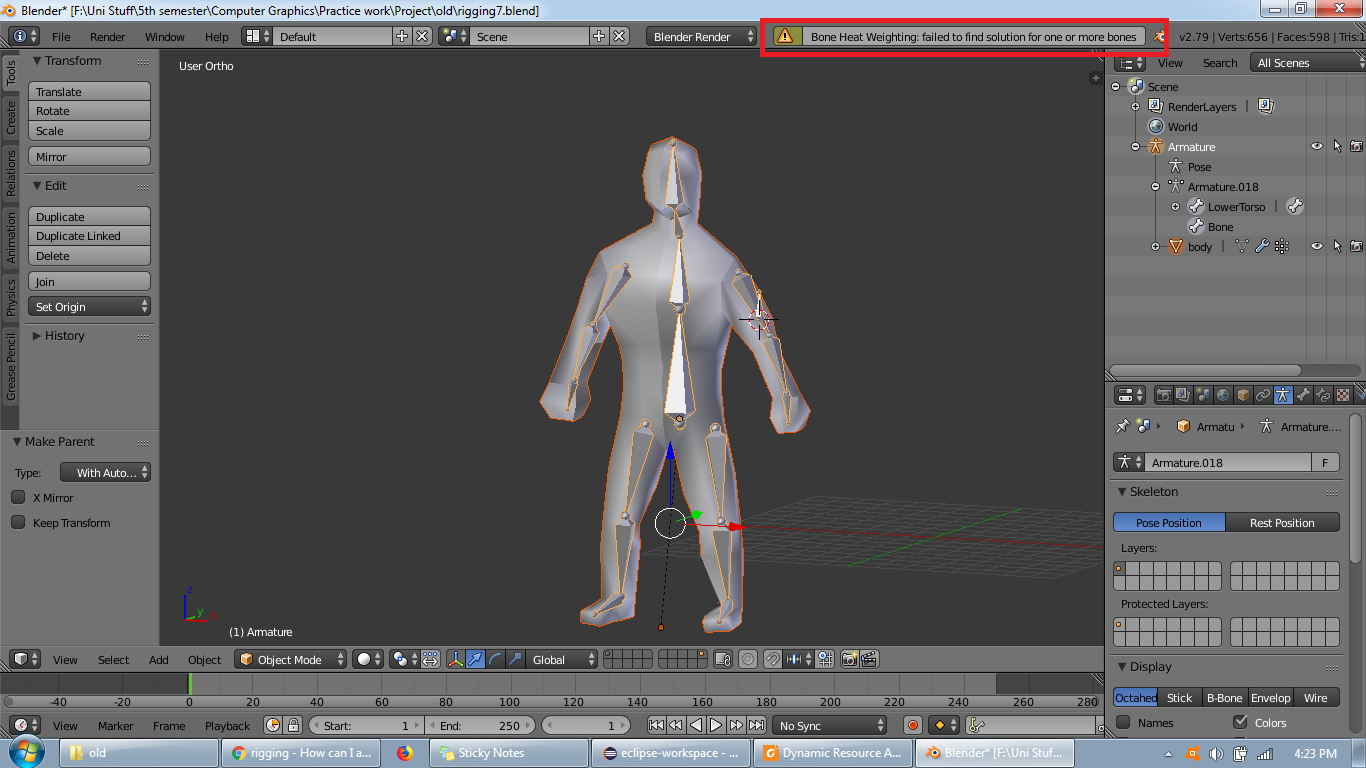 Blender* [F:\Uni Stuff\5th semester\Computer Graphics\Practice work\Project\old\rigging7.blend]
File Render Window Help Default Scene Blender Render Bone Heat Weighting: failed to find solution for one or more bones v2.79 | Verts:656 | Faces:598 | Tris:1
Tools
Create
Relations
Animation
Physics
Grease Pencil
Transform
Translate
Rotate
Scale
Mirror
Edit
Duplicate
Duplicate Linked
Delete
Join
Set Origin
History
Make Parent
Type: With Auto...
X Mirror
Keep Transform
User Ortho
z
y
x
(1) Armature
View Select Add Object Object Mode Global
View Search All Scenes
Scene
RenderLayers |
World
Armature
Pose
Armature.018
LowerTorso |
Bone
body |
Armatu Armature....
Armature.018 F
Skeleton
Pose Position Rest Position
Layers:
Protected Layers:
Display
Octahed Stick B-Bone Envelop Wire
Names Colors
-40 -20 0 20 40 60 80 100 120 140 160 180 200 220 240 260 280
View Marker Frame Playback Start: 1 End: 250 1 No Sync
old rigging - How can I a... Sticky Notes eclipse-workspace - ... Dynamic Resource A... Blender* [F:\Uni Stuf... 4:23 PM